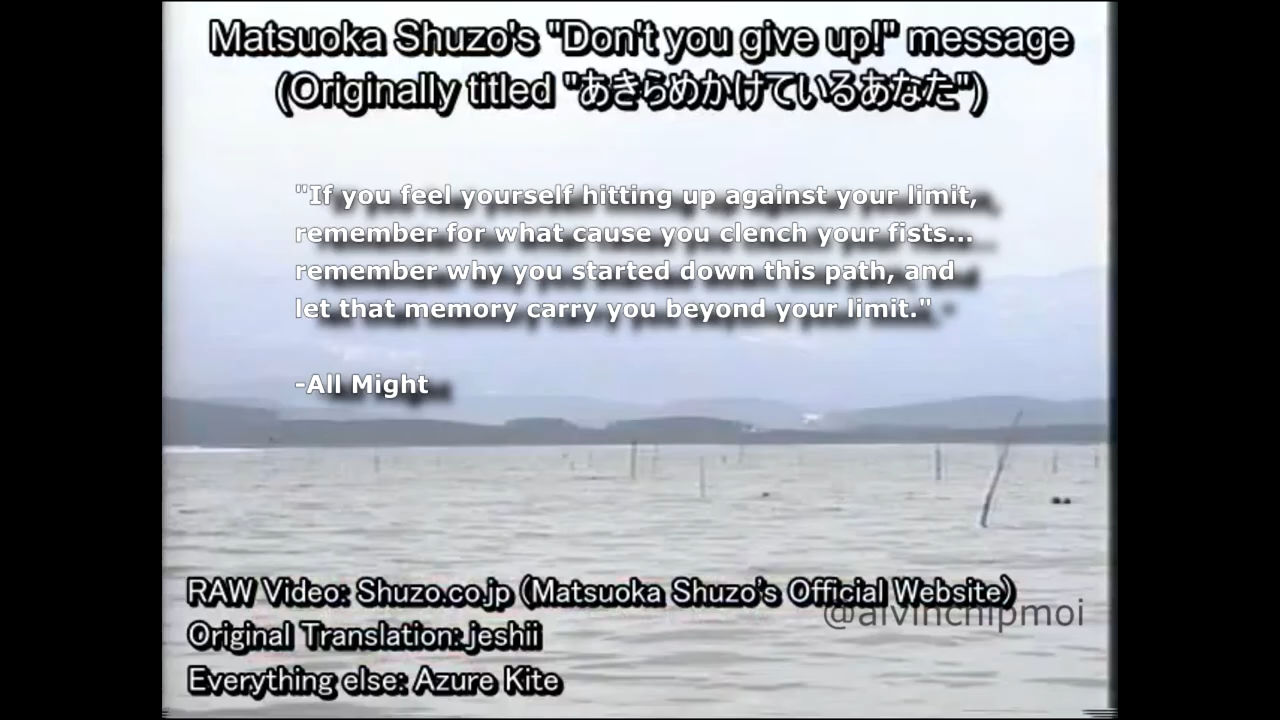 Matsuoka Shuzo's "Don't you give up!" message
(Originally titled "あきらめかけているあなた")
"If you feel yourself hitting up against your limit,
remember for what cause you clench your fists...
remember why you started down this path, and
let that memory carry you beyond your limit."
-All Might
RAW Video: Shuzo.co.jp (Matsuoka Shuzo's Official Website)
@alvinchipmoi
Original Translation: jeshii
Everything else: Azure Kite